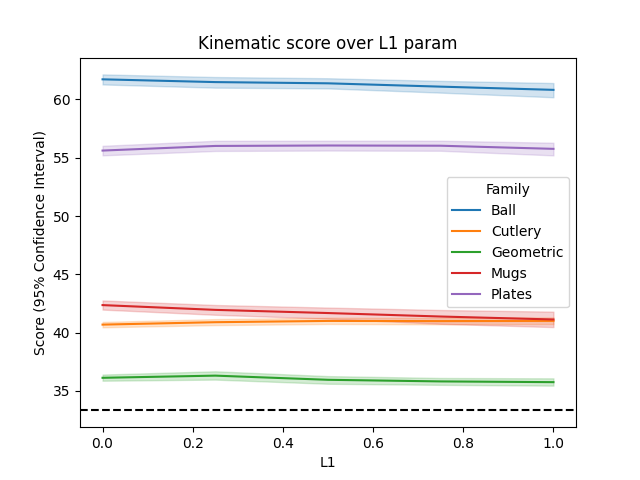 Kinematic score over L1 param
Score (95% Confidence Interval)
60
55
50
45
40
35
Family
Ball
Cutlery
Geometric
Mugs
Plates
0.0 0.2 0.4 0.6 0.8 1.0
L1